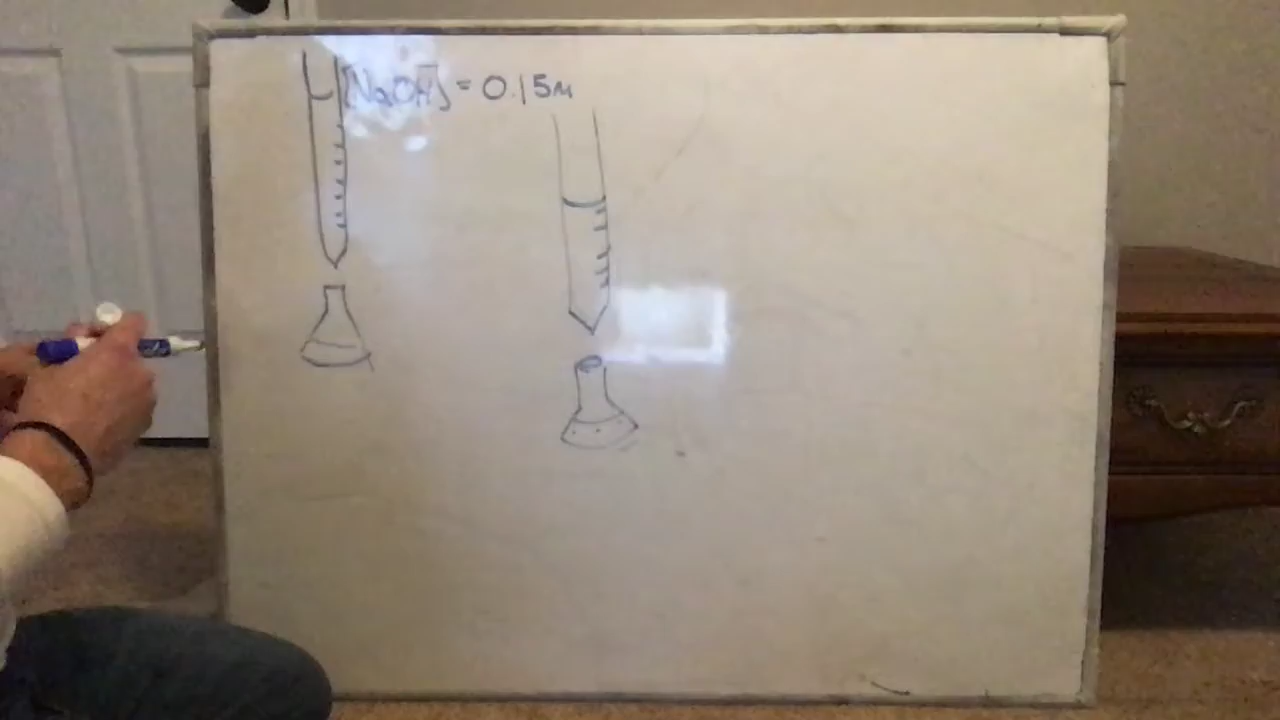 [NaOH] = 0.15M